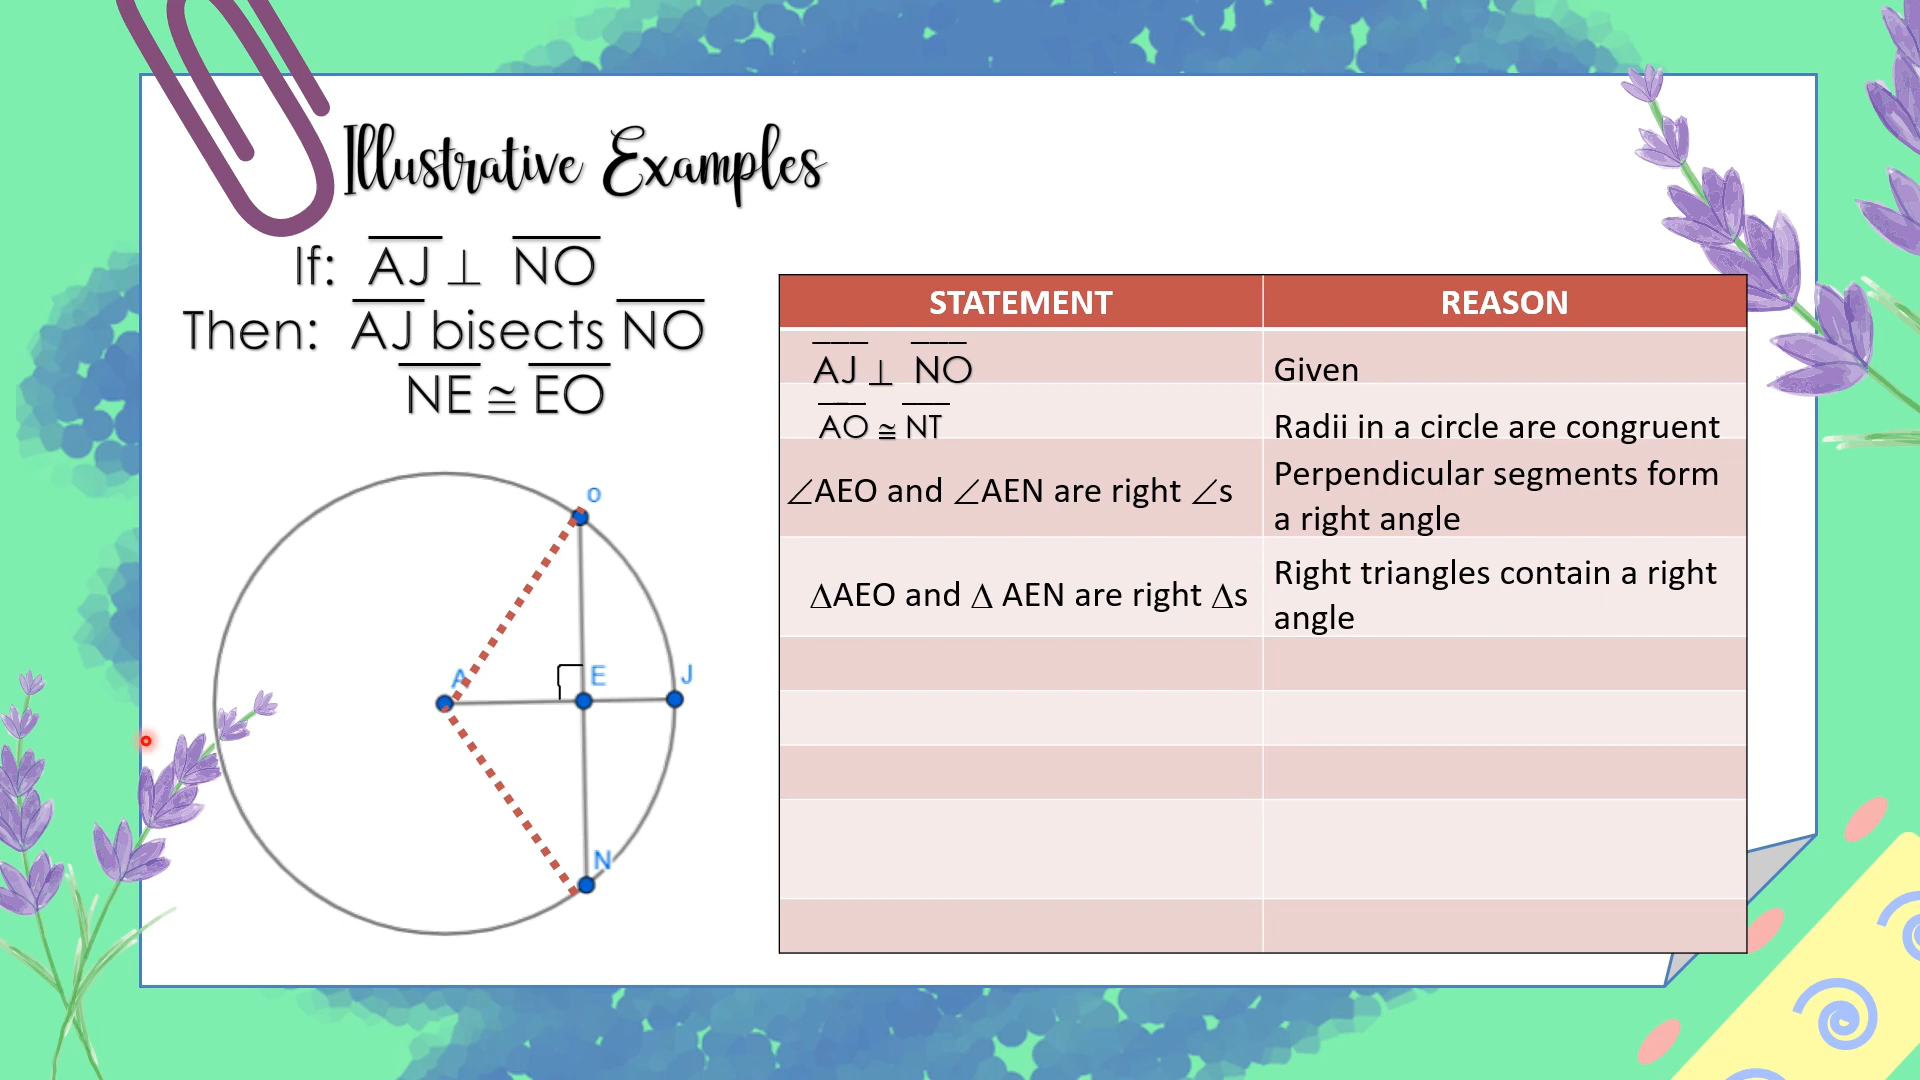 Illustrative Examples
If: AJ ⊥ NO
Then: AJ bisects NO
NE ≅ EO
STATEMENT REASON
AJ ⊥ NO Given
AO ≅ NT Radii in a circle are congruent
∠AEO and ∠AEN are right ∠s Perpendicular segments form
a right angle
∆AEO and ∆ AEN are right ∆s Right triangles contain a right
angle
O
A
E
J
N